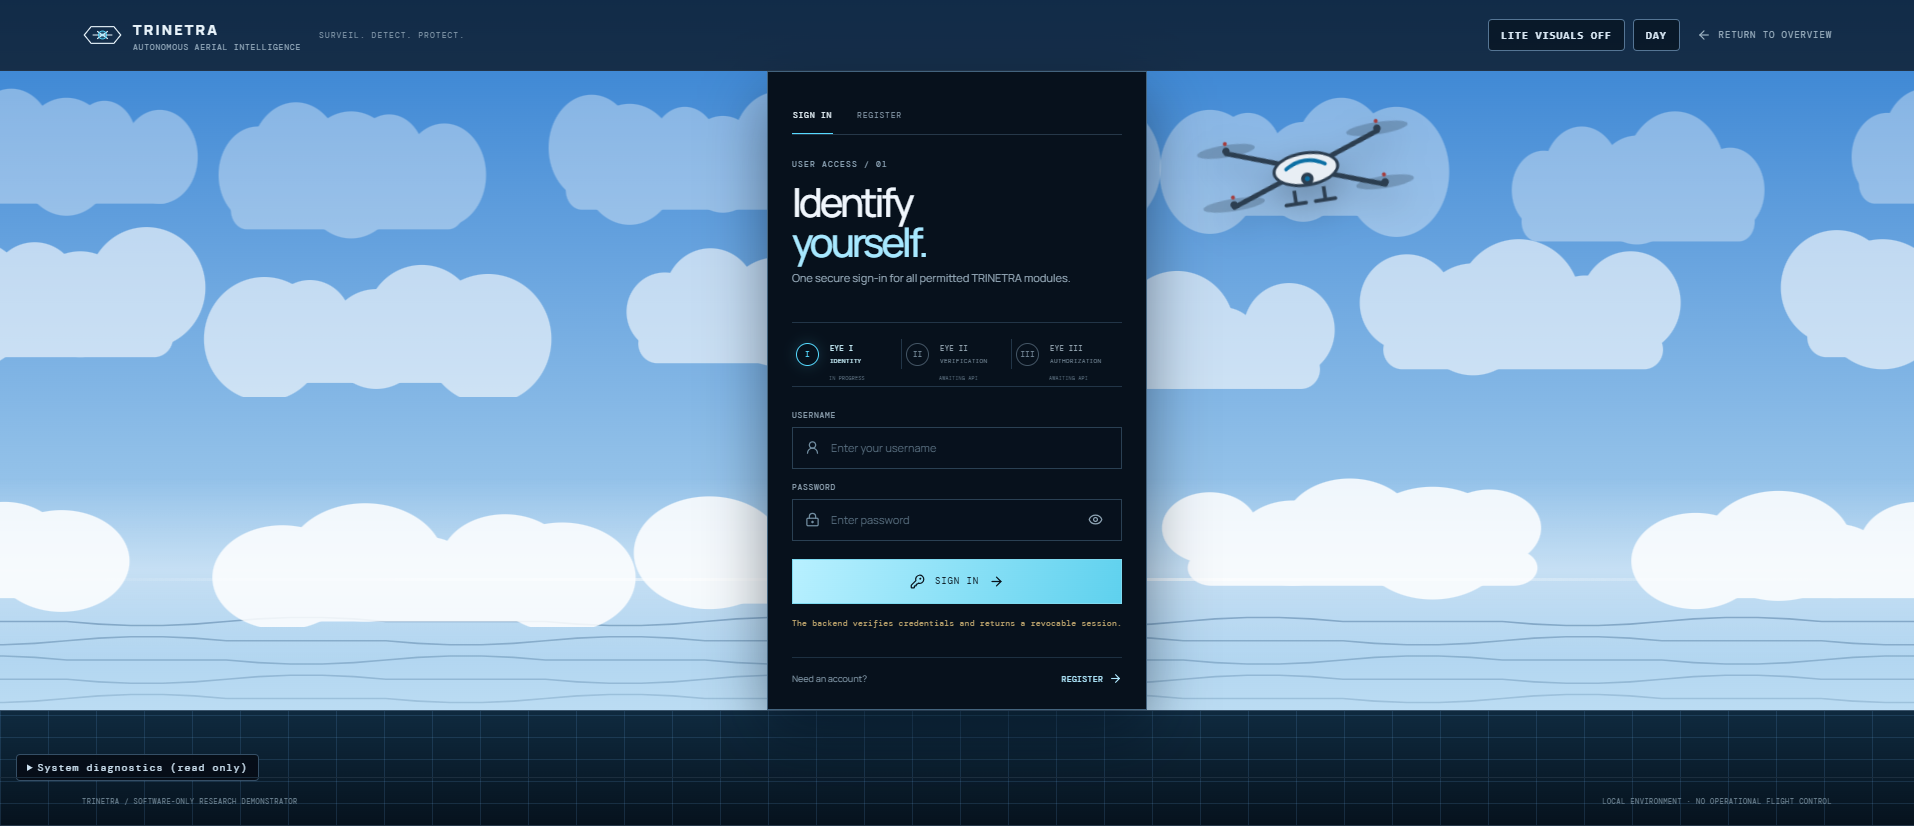 TRINETRA
AUTONOMOUS AERIAL INTELLIGENCE
SURVEIL. DETECT. PROTECT.
LITE VISUALS OFF
DAY
RETURN TO OVERVIEW
SIGN IN
REGISTER
USER ACCESS / 01
Identify
yourself.
One secure sign-in for all permitted TRINETRA modules.
I
EYE I
IDENTITY
IN PROGRESS
II
EYE II
VERIFICATION
AWAITING API
III
EYE III
AUTHORIZATION
AWAITING API
USERNAME
Enter your username
PASSWORD
Enter password
SIGN IN
The backend verifies credentials and returns a revocable session.
Need an account?
REGISTER
System diagnostics (read only)
TRINETRA / SOFTWARE-ONLY RESEARCH DEMONSTRATOR
LOCAL ENVIRONMENT · NO OPERATIONAL FLIGHT CONTROL